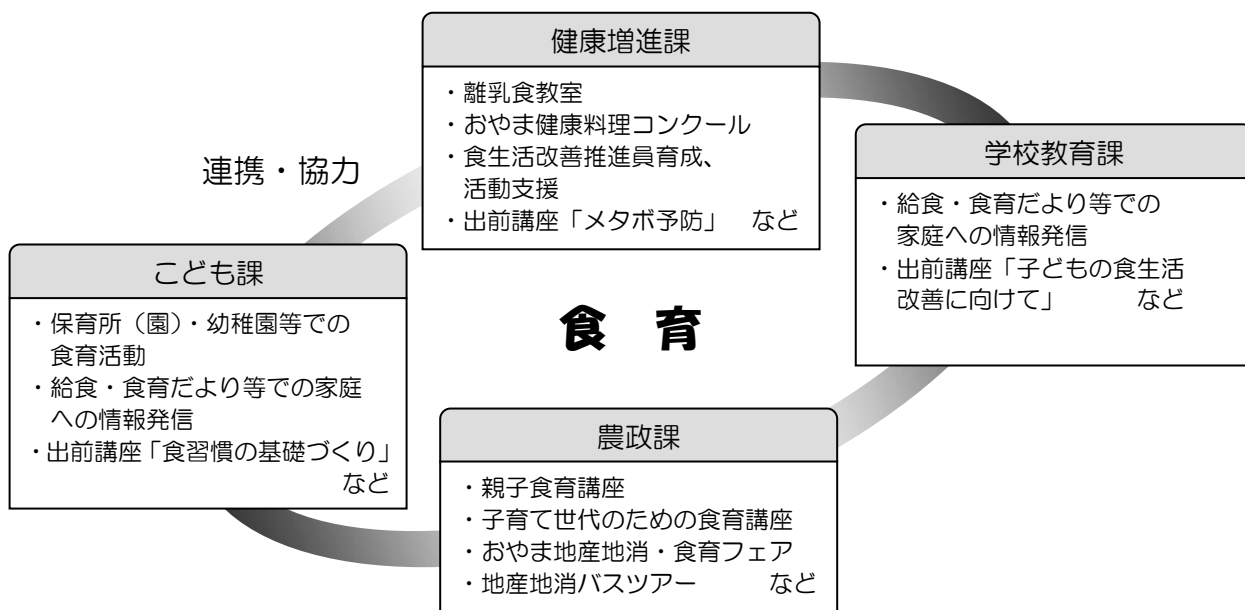 健康増進課
・離乳食教室
・おやま健康料理コンクール
・食生活改善推進員育成、
活動支援
・出前講座「メタボ予防」　など
連携・協力
学校教育課
・給食・食育だより等での
家庭への情報発信
・出前講座「子どもの食生活
改善に向けて」　など
こども課
・保育所（園）・幼稚園等での
食育活動
・給食・食育だより等での家庭
への情報発信
・出前講座「食習慣の基礎づくり」
など
食 育
農政課
・親子食育講座
・子育て世代のための食育講座
・おやま地産地消・食育フェア
・地産地消バスツアー　など